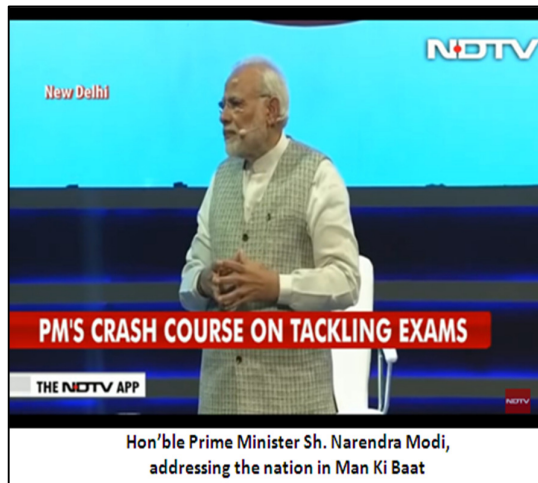 NDTV
New Delhi
PM'S CRASH COURSE ON TACKLING EXAMS
THE NDTV APP
NDTV
Hon'ble Prime Minister Sh. Narendra Modi,
addressing the nation in Man Ki Baat